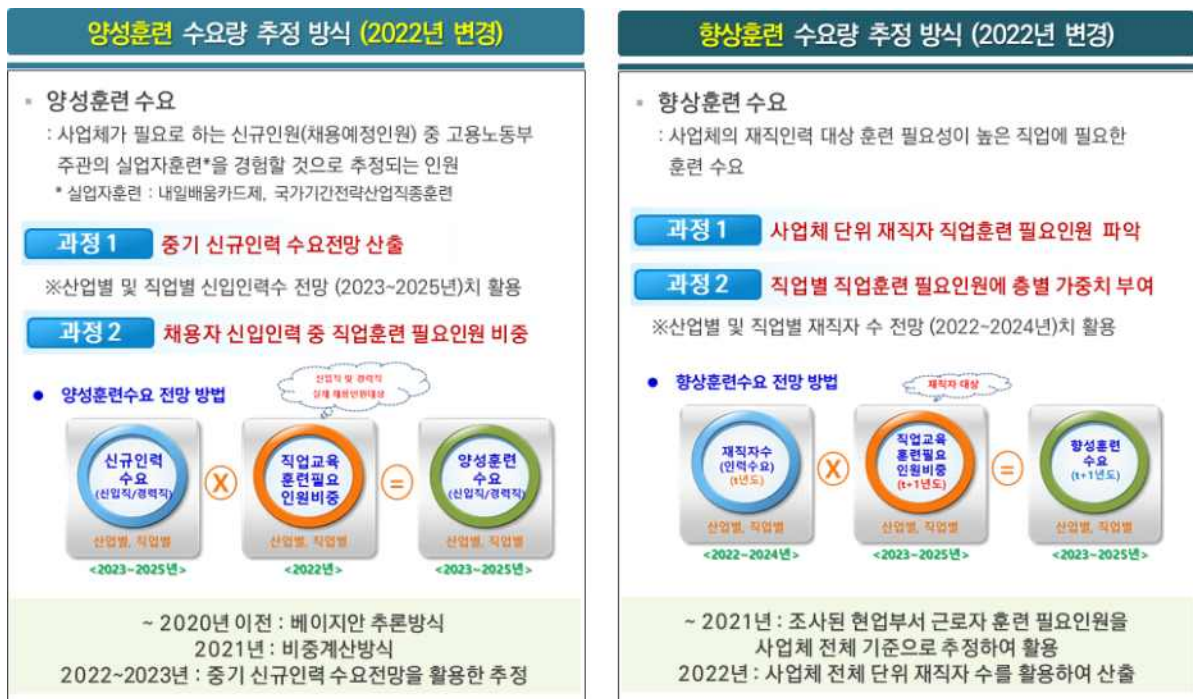 양성훈련 수요량 추정 방식 (2022년 변경)
▪ 양성훈련 수요
: 사업체가 필요로 하는 신규인원(채용예정인원) 중 고용노동부
주관의 실업자훈련*을 경험할 것으로 추정되는 인원
* 실업자훈련 : 내일배움카드제, 국가기간전략산업직종훈련
과정 1 중기 신규인력 수요전망 산출
※산업별 및 직업별 신입인력수 전망 (2023~2025년)치 활용
과정 2 채용자 신입인력 중 직업훈련 필요인원 비중
신입직 및 경력직
실제 채용인원대상
● 양성훈련수요 전망 방법
신규인력
수요
(신입직/경력직)
산업별, 직업별
<2023~2025년>
X
직업교육
훈련필요
인원비중
산업별, 직업별
<2022년>
=
양성훈련
수요
(신입직/경력직)
산업별, 직업별
<2023~2025년>
~ 2020년 이전 : 베이지안 추론방식
2021년 : 비중계산방식
2022~2023년 : 중기 신규인력 수요전망을 활용한 추정
향상훈련 수요량 추정 방식 (2022년 변경)
▪ 향상훈련 수요
: 사업체의 재직인력 대상 훈련 필요성이 높은 직업에 필요한
훈련 수요
과정 1 사업체 단위 재직자 직업훈련 필요인원 파악
과정 2 직업별 직업훈련 필요인원에 층별 가중치 부여
※산업별 및 직업별 재직자 수 전망 (2022~2024년)치 활용
● 향상훈련수요 전망 방법
재직자 대상
재직자수
(인력수요)
(t년도)
산업별, 직업별
<2022~2024년>
X
직업교육
훈련필요
인원비중
(t+1년도)
산업별, 직업별
<2023~2025년>
=
향성훈련
수요
(t+1년도)
산업별, 직업별
<2023~2025년>
~ 2021년 : 조사된 현업부서 근로자 훈련 필요인원을
사업체 전체 기준으로 추정하여 활용
2022년 : 사업체 전체 단위 재직자 수를 활용하여 산출